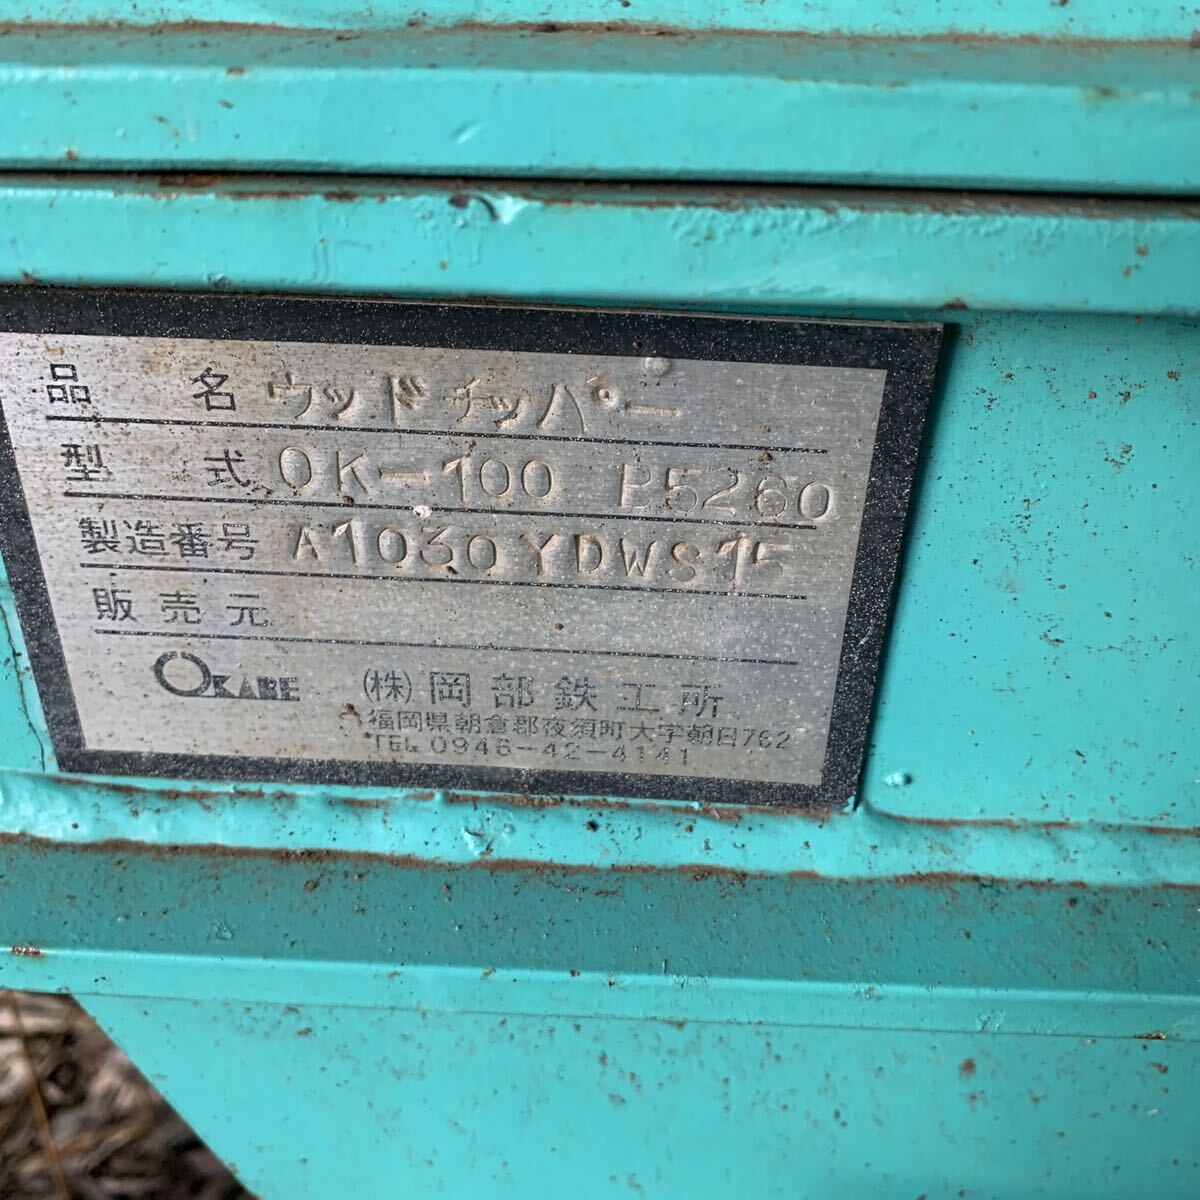 品名 ウッドチッパー
型式 OK-100 B5260
製造番号 A1030YDWS15
販売元
OKABE (株)岡部鉄工所
福岡県朝倉郡夜須町大字朝日762
TEL 0946-42-4141